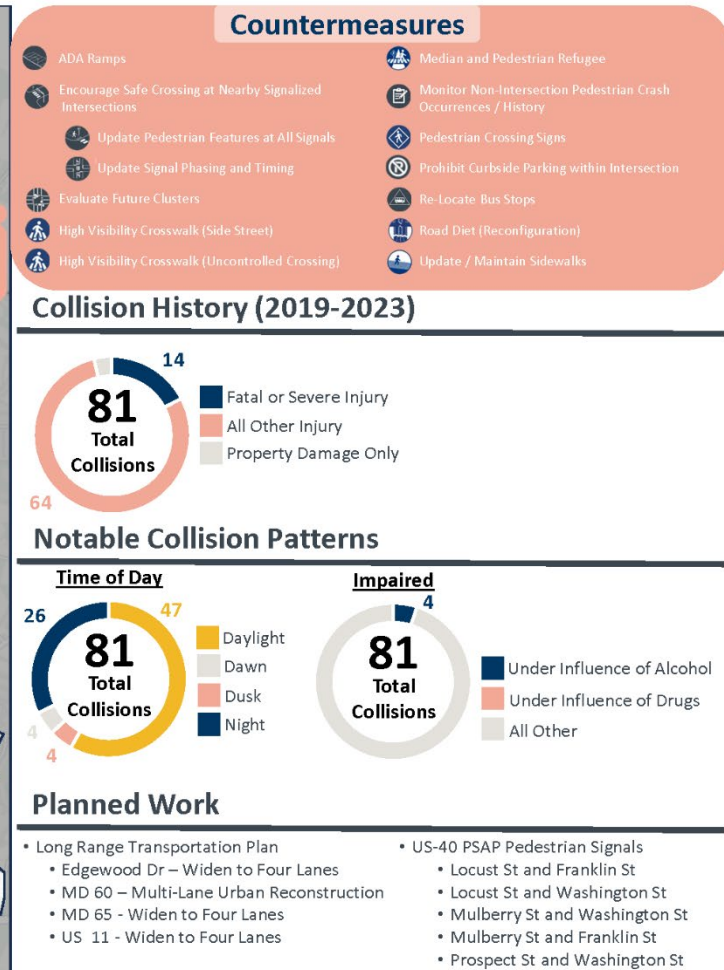 Countermeasures
ADA Ramps
Encourage Safe Crossing at Nearby Signalized
Intersections
Update Pedestrian Features at All Signals
Update Signal Phasing and Timing
Evaluate Future Clusters
High Visibility Crosswalk (Side Street)
High Visibility Crosswalk (Uncontrolled Crossing)
Median and Pedestrian Refugee
Monitor Non-Intersection Pedestrian Crash
Occurrences / History
Pedestrian Crossing Signs
Prohibit Curbside Parking within Intersection
Re-Locate Bus Stops
Road Diet (Reconfiguration)
Update / Maintain Sidewalks
Collision History (2019-2023)
14
81
Total
Collisions
64
Fatal or Severe Injury
All Other Injury
Property Damage Only
Notable Collision Patterns
Time of Day
26
47
81
Total
Collisions
4
4
Daylight
Dawn
Dusk
Night
Impaired
4
81
Total
Collisions
Under Influence of Alcohol
Under Influence of Drugs
All Other
Planned Work
• Long Range Transportation Plan
• Edgewood Dr – Widen to Four Lanes
• MD 60 – Multi-Lane Urban Reconstruction
• MD 65 - Widen to Four Lanes
• US 11 - Widen to Four Lanes
• US-40 PSAP Pedestrian Signals
• Locust St and Franklin St
• Locust St and Washington St
• Mulberry St and Washington St
• Mulberry St and Franklin St
• Prospect St and Washington St